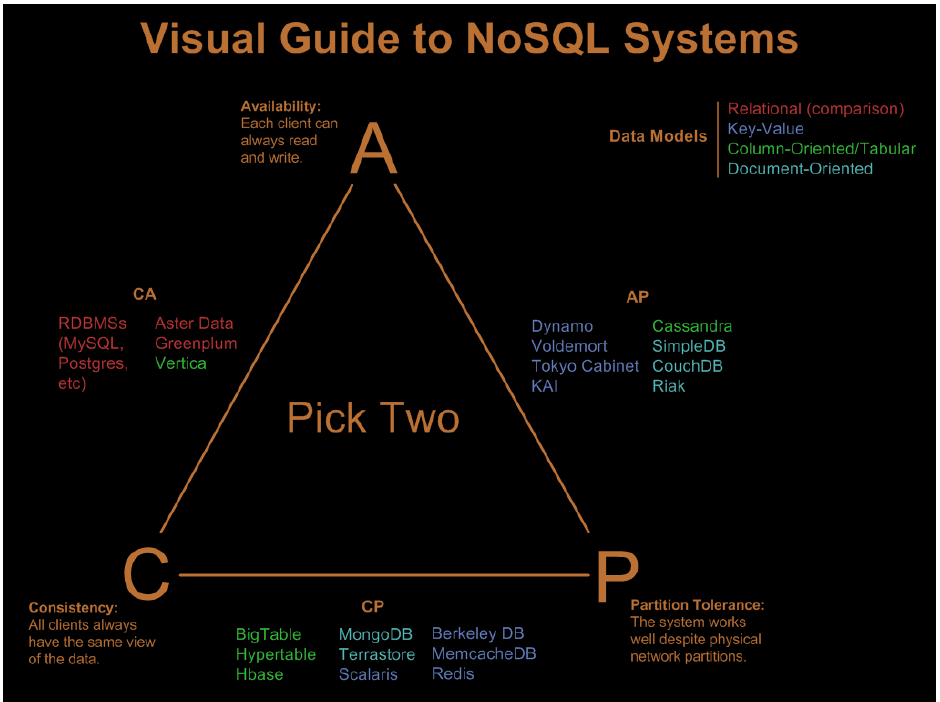 Visual Guide to NoSQL Systems
Availability:
Each client can
always read
and write.
A
Data Models
Relational (comparison)
Key-Value
Column-Oriented/Tabular
Document-Oriented
CA
RDBMSs
(MySQL,
Postgres,
etc)
Aster Data
Greenplum
Vertica
AP
Dynamo
Voldemort
Tokyo Cabinet
KAI
Cassandra
SimpleDB
CouchDB
Riak
Pick Two
C
Consistency:
All clients always
have the same view
of the data.
CP
BigTable
Hypertable
Hbase
MongoDB
Terrastore
Scalaris
Berkeley DB
MemcacheDB
Redis
P
Partition Tolerance:
The system works
well despite physical
network partitions.